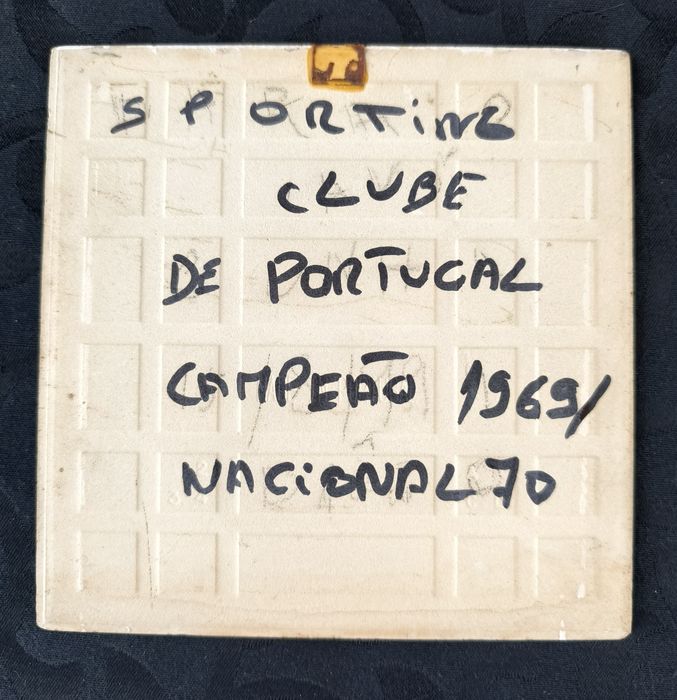 SPORTiNG
CLUBE
DE PORTUGAL
CAMPEÃO 1969/
NACiONAL 70